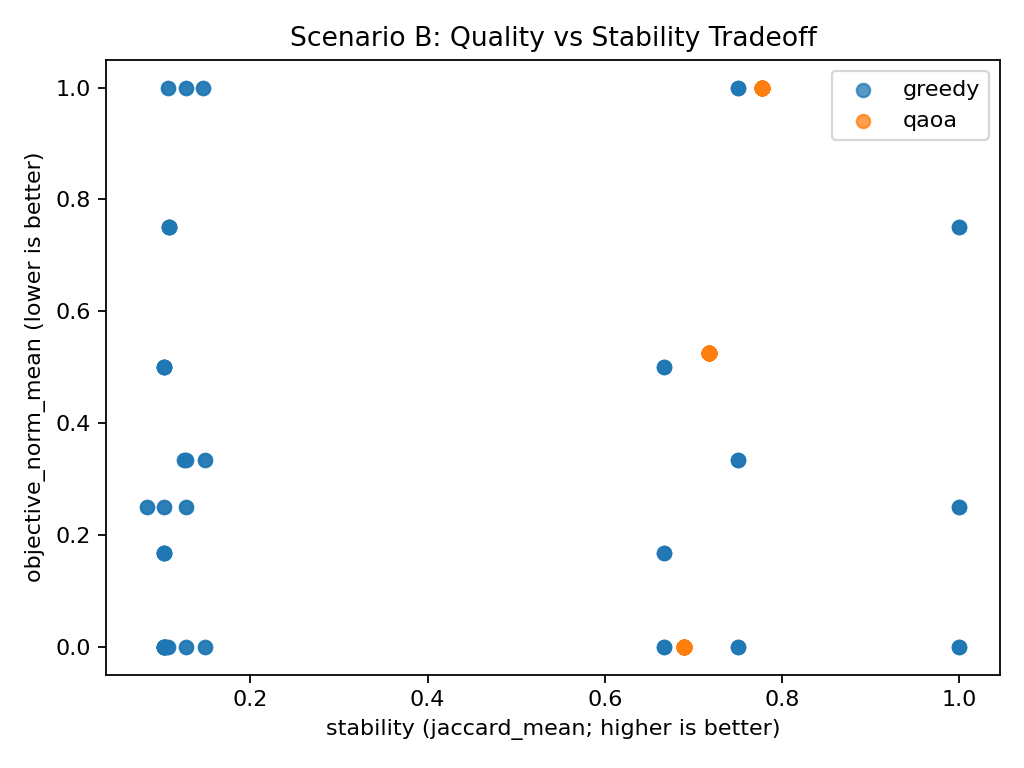 Scenario B: Quality vs Stability Tradeoff
objective_norm_mean (lower is better)
1.0
0.8
0.6
0.4
0.2
0.0
greedy
qaoa
0.2 0.4 0.6 0.8 1.0
stability (jaccard_mean; higher is better)